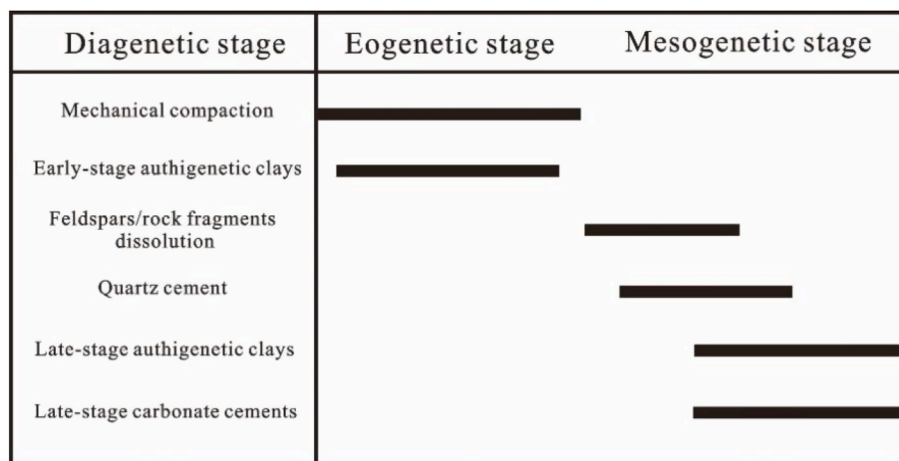 Diagenetic stage
Eogenetic stage
Mesogenetic stage
Mechanical compaction
Early-stage authigenetic clays
Feldspars/rock fragments
dissolution
Quartz cement
Late-stage authigenetic clays
Late-stage carbonate cements